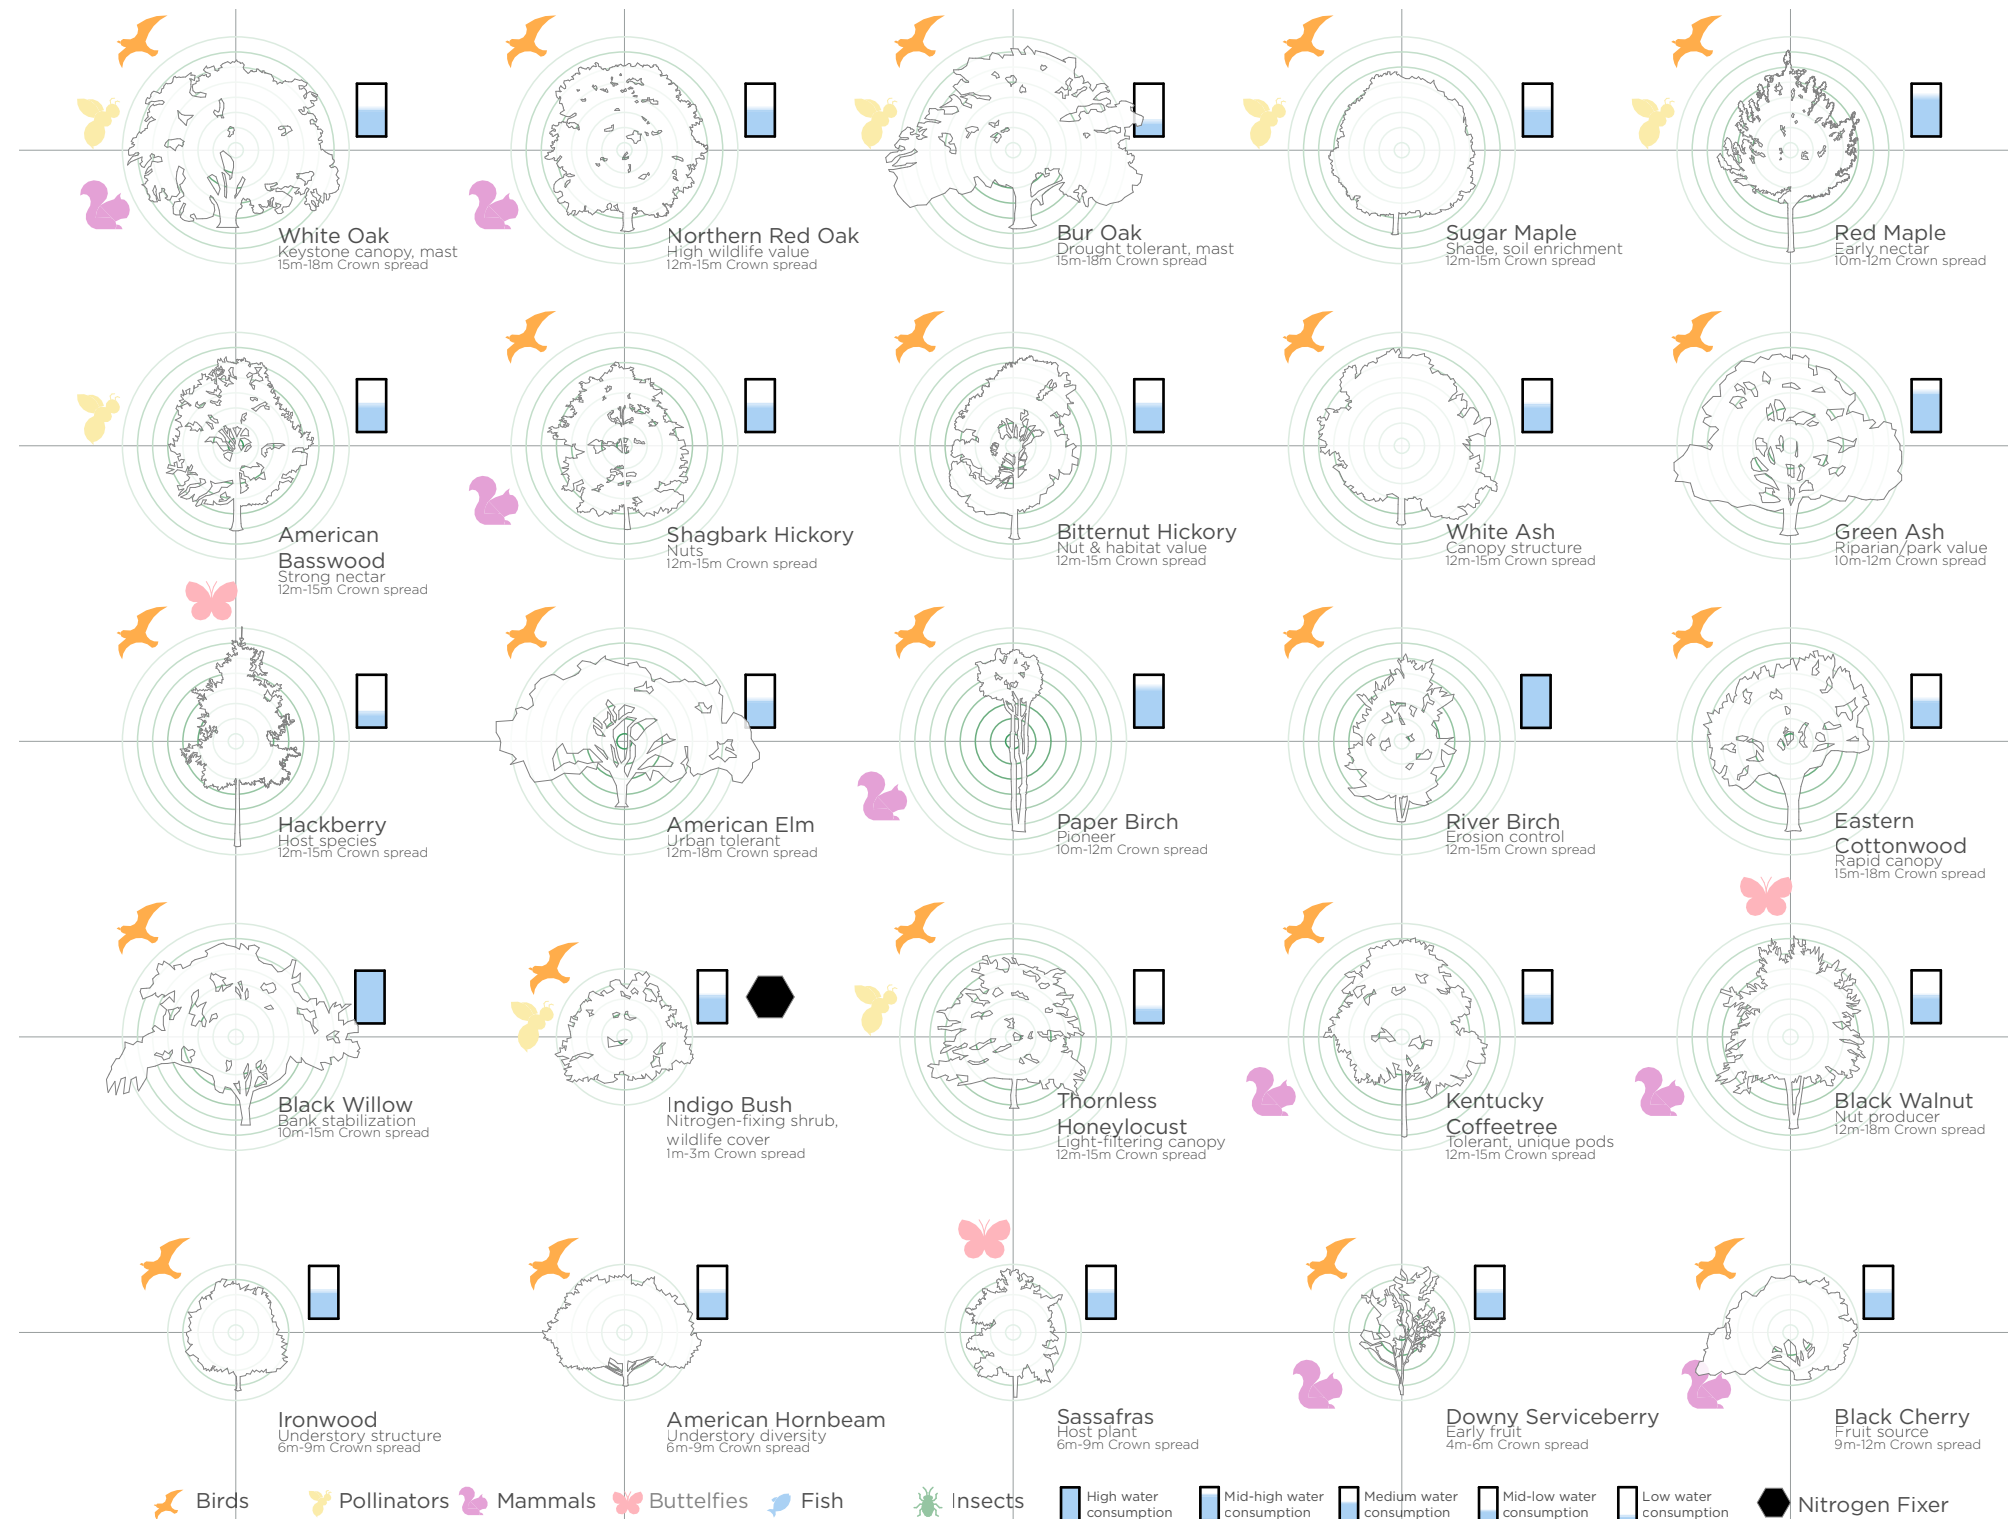 White Oak
Keystone canopy, mast
15m-18m Crown spread
Northern Red Oak
High wildlife value
12m-15m Crown spread
Bur Oak
Drought tolerant, mast
15m-18m Crown spread
Sugar Maple
Shade, soil enrichment
12m-15m Crown spread
Red Maple
Early nectar
10m-12m Crown spread
American
Basswood
Strong nectar
12m-15m Crown spread
Shagbark Hickory
Nuts
12m-15m Crown spread
Bitternut Hickory
Nut & habitat value
12m-15m Crown spread
White Ash
Canopy structure
12m-15m Crown spread
Green Ash
Riparian/park value
10m-12m Crown spread
Hackberry
Host species
12m-15m Crown spread
American Elm
Urban tolerant
12m-18m Crown spread
Paper Birch
Pioneer
10m-12m Crown spread
River Birch
Erosion control
12m-15m Crown spread
Eastern
Cottonwood
Rapid canopy
15m-18m Crown spread
Black Willow
Bank stabilization
10m-15m Crown spread
Indigo Bush
Nitrogen-fixing shrub,
wildlife cover
1m-3m Crown spread
Thornless
Honeylocust
Light-filtering canopy
12m-15m Crown spread
Kentucky
Coffeetree
Tolerant, unique pods
12m-15m Crown spread
Black Walnut
Nut producer
12m-18m Crown spread
Ironwood
Understory structure
6m-9m Crown spread
American Hornbeam
Understory diversity
6m-9m Crown spread
Sassafras
Host plant
6m-9m Crown spread
Downy Serviceberry
Early fruit
4m-6m Crown spread
Black Cherry
Fruit source
9m-12m Crown spread
Birds
Pollinators
Mammals
Buttelfies
Fish
Insects
High water
consumption
Mid-high water
consumption
Medium water
consumption
Mid-low water
consumption
Low water
consumption
Nitrogen Fixer